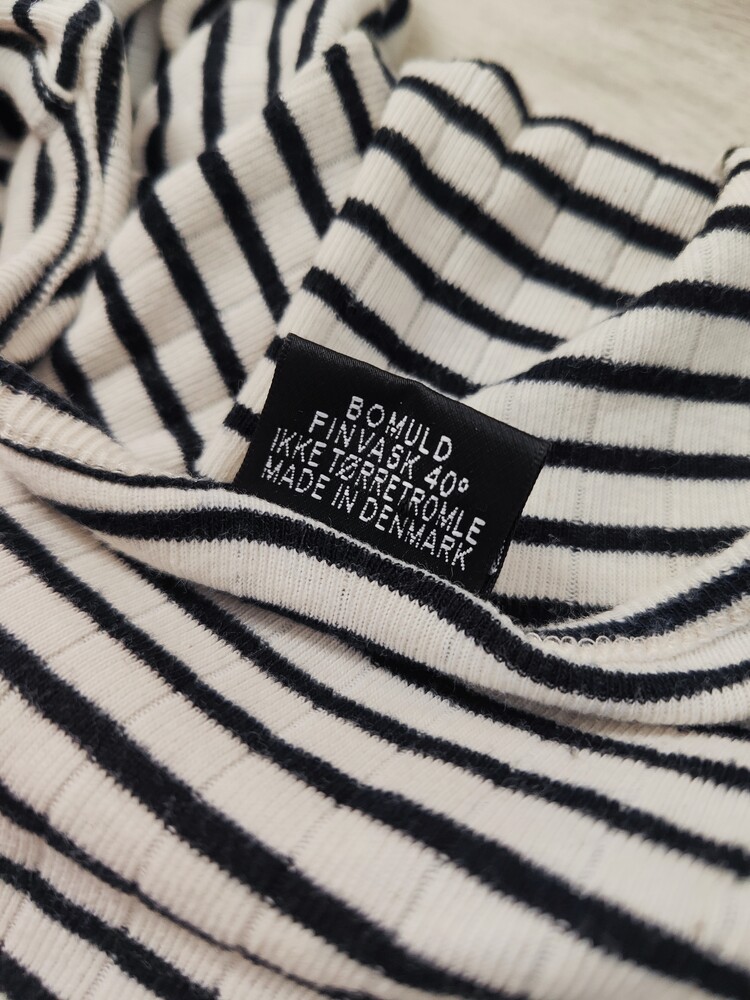 BOMULD
FINVASK 40°
IKKE TØRRETROMLE
MADE IN DENMARK